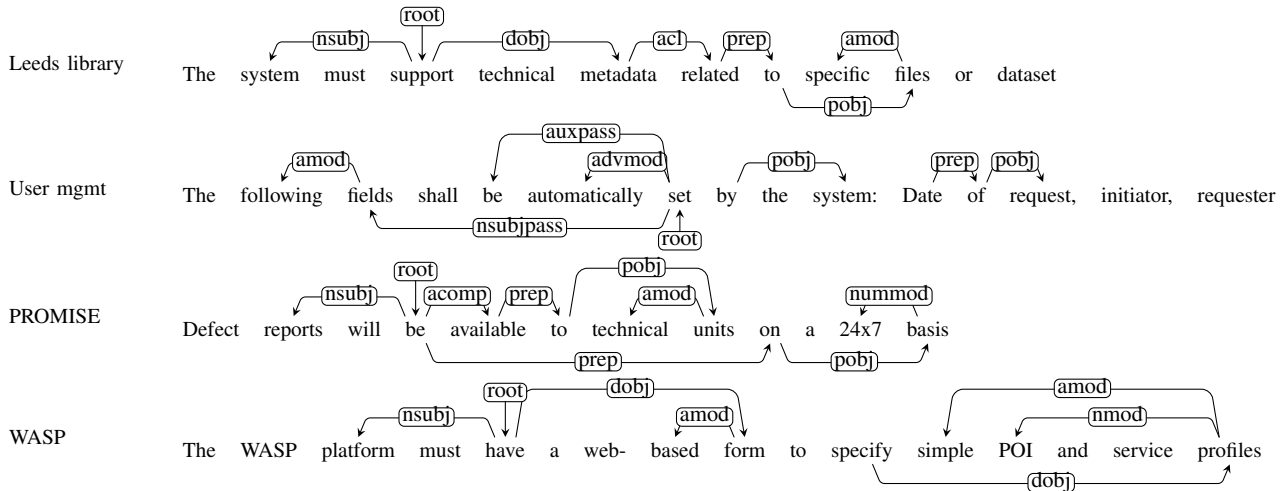 root
nsubj dobj acl prep amod
Leeds library The system must support technical metadata related to specific files or dataset
pobj
auxpass
amod advmod pobj prep pobj
User mgmt The following fields shall be automatically set by the system: Date of request, initiator, requester
nsubjpass
root
root pobj
nsubj acomp prep amod nummod
PROMISE Defect reports will be available to technical units on a 24x7 basis
prep pobj
root dobj amod
nsubj amod nmod
WASP The WASP platform must have a web- based form to specify simple POI and service profiles
dobj